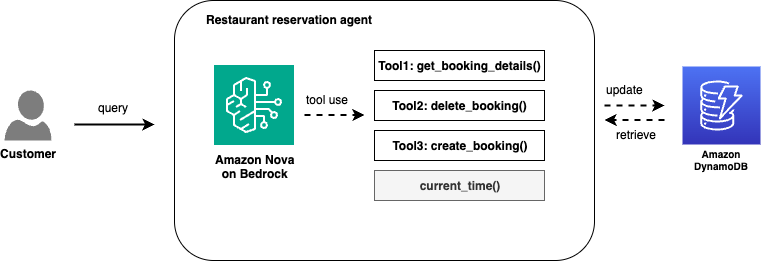 Restaurant reservation agent
Customer
query
Amazon Nova
on Bedrock
tool use
Tool1: get_booking_details()
Tool2: delete_booking()
Tool3: create_booking()
current_time()
update
retrieve
Amazon
DynamoDB